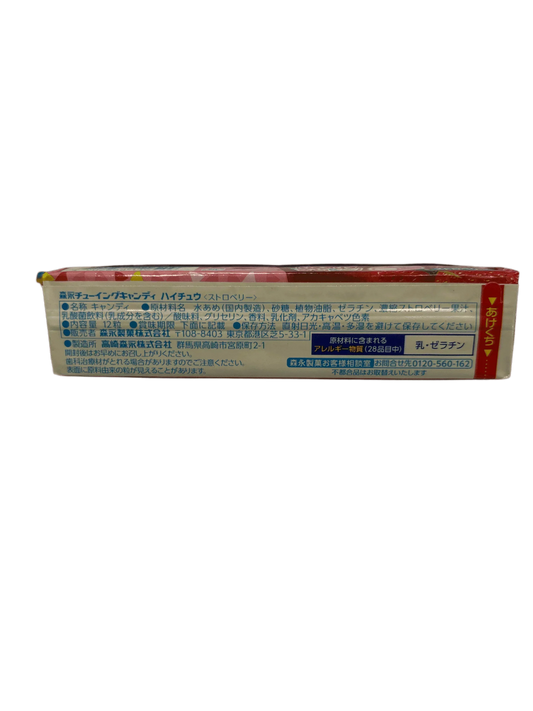 森永チューイングキャンディ ハイチュウ〈ストロベリー〉
●名称 キャンディ ●原材料名 水あめ(国内製造)、砂糖、植物油脂、ゼラチン、濃縮ストロベリー果汁、
乳酸菌飲料(乳成分を含む)／酸味料、グリセリン、香料、乳化剤、アカキャベツ色素
●内容量 12粒 ●賞味期限 下面に記載 ●保存方法 直射日光・高温・多湿を避けて保存してください
●販売者 森永製菓株式会社 〒108-8403 東京都港区芝5-33-1
●製造所 高崎森永株式会社 群馬県高崎市宮原町2-1
開封後はお早めにお召し上がりください。
歯科治療材がとれる場合がありますのでご注意ください。
表面に原料由来の粒が見えることがあります。
原材料に含まれる
アレルギー物質(28品目中)
乳・ゼラチン
森永製菓お客様相談室 お問合せ先0120-560-162
不都合品はお取替えいたします
▼あけくち▼